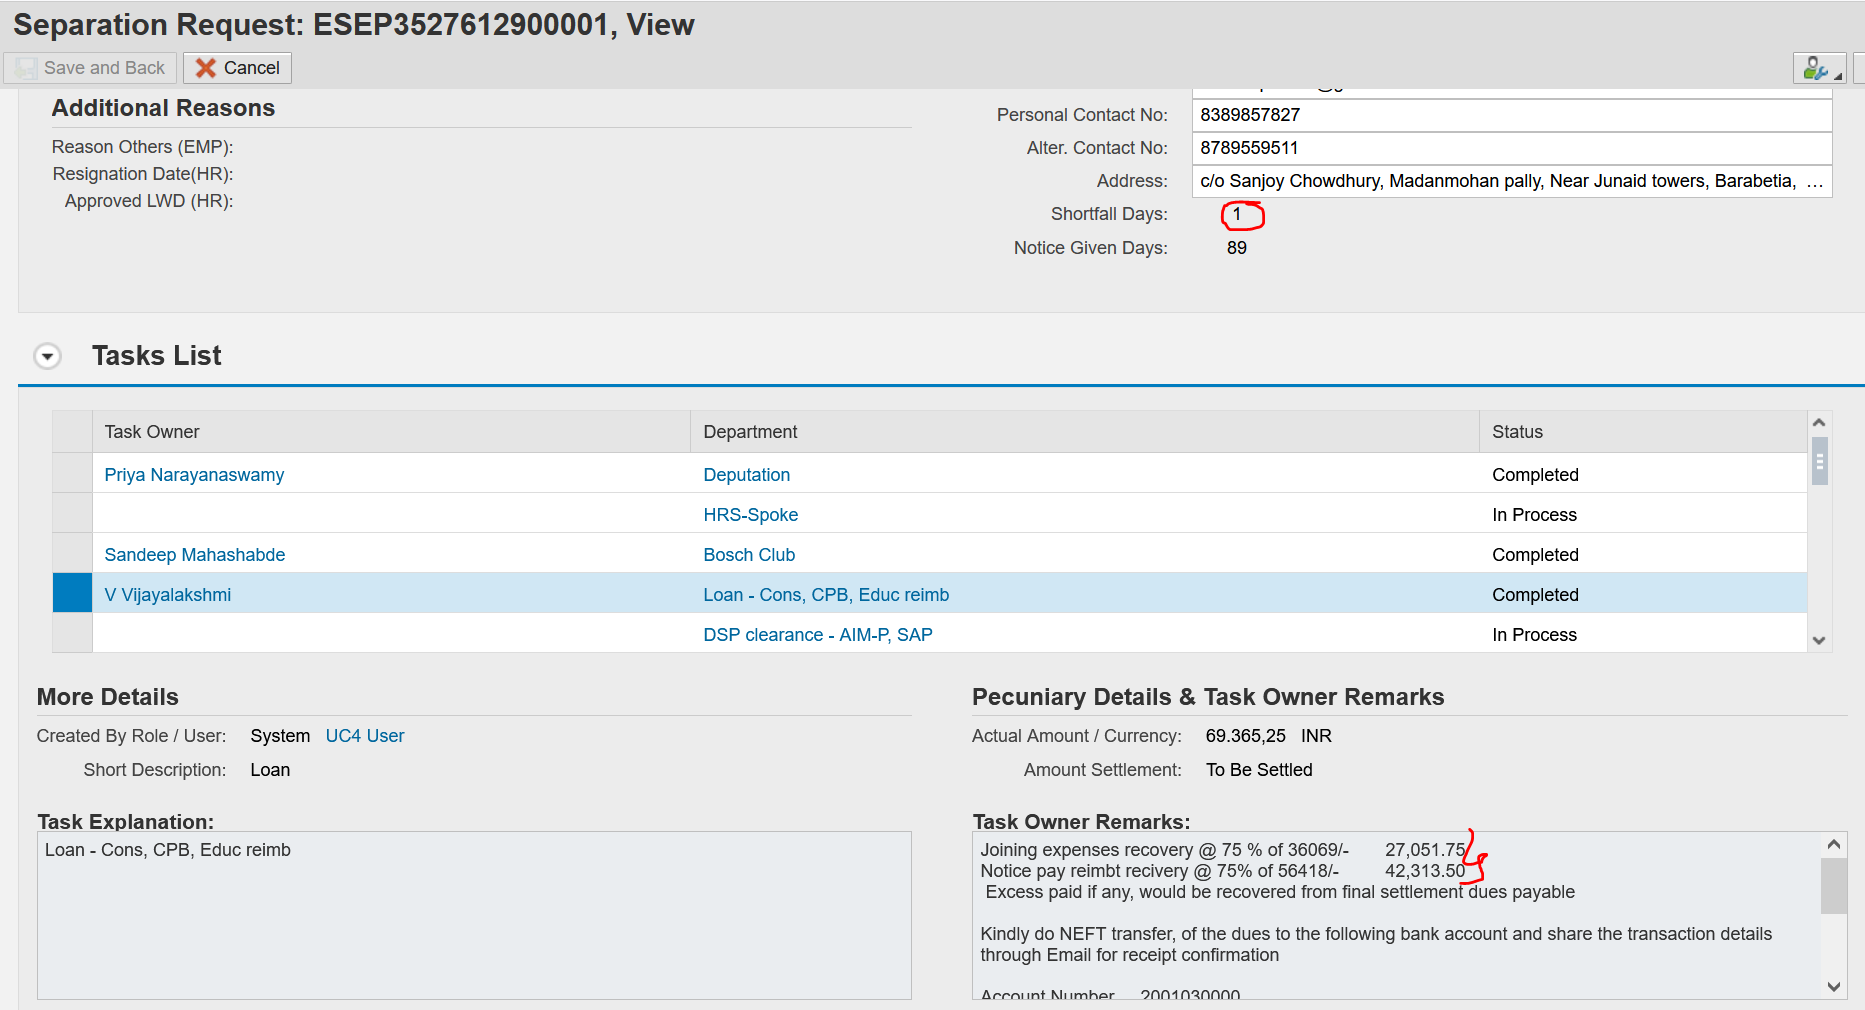 Separation Request: ESEP3527612900001, View
Save and Back
Cancel
Additional Reasons
Reason Others (EMP):
Resignation Date(HR):
Approved LWD (HR):
Personal Contact No: 8389857827
Alter. Contact No: 8789559511
Address: c/o Sanjoy Chowdhury, Madanmohan pally, Near Junaid towers, Barabetia, ...
Shortfall Days: 1
Notice Given Days: 89
Tasks List
Task Owner Department Status
Priya Narayanaswamy Deputation Completed
HRS-Spoke In Process
Sandeep Mahashabde Bosch Club Completed
V Vijayalakshmi Loan - Cons, CPB, Educ reimb Completed
DSP clearance - AIM-P, SAP In Process
More Details
Created By Role / User: System UC4 User
Short Description: Loan
Task Explanation:
Loan - Cons, CPB, Educ reimb
Pecuniary Details & Task Owner Remarks
Actual Amount / Currency: 69.365,25 INR
Amount Settlement: To Be Settled
Task Owner Remarks:
Joining expenses recovery @ 75 % of 36069/- 27,051.75
Notice pay reimbt recivery @ 75% of 56418/- 42,313.50
Excess paid if any, would be recovered from final settlement dues payable
Kindly do NEFT transfer, of the dues to the following bank account and share the transaction details
through Email for receipt confirmation
Account Number 2001030000